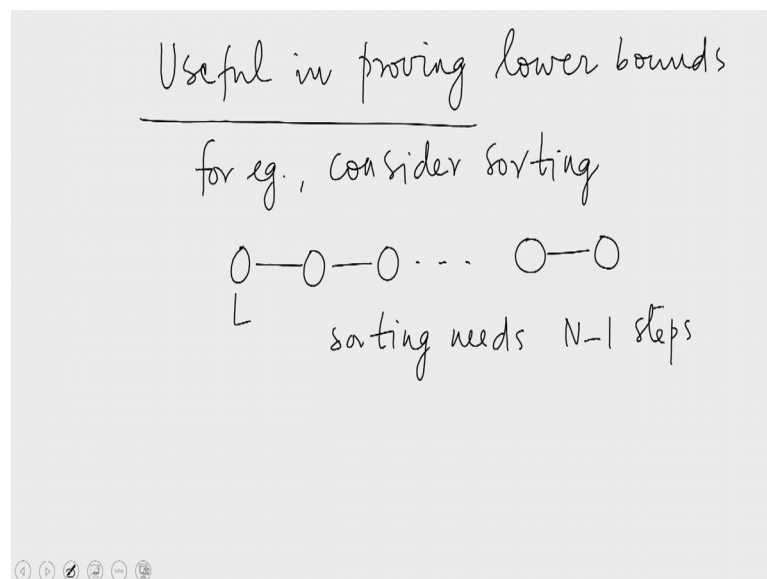 Useful in proving lower bounds
for eg., consider sorting
L
sorting needs N-1 steps